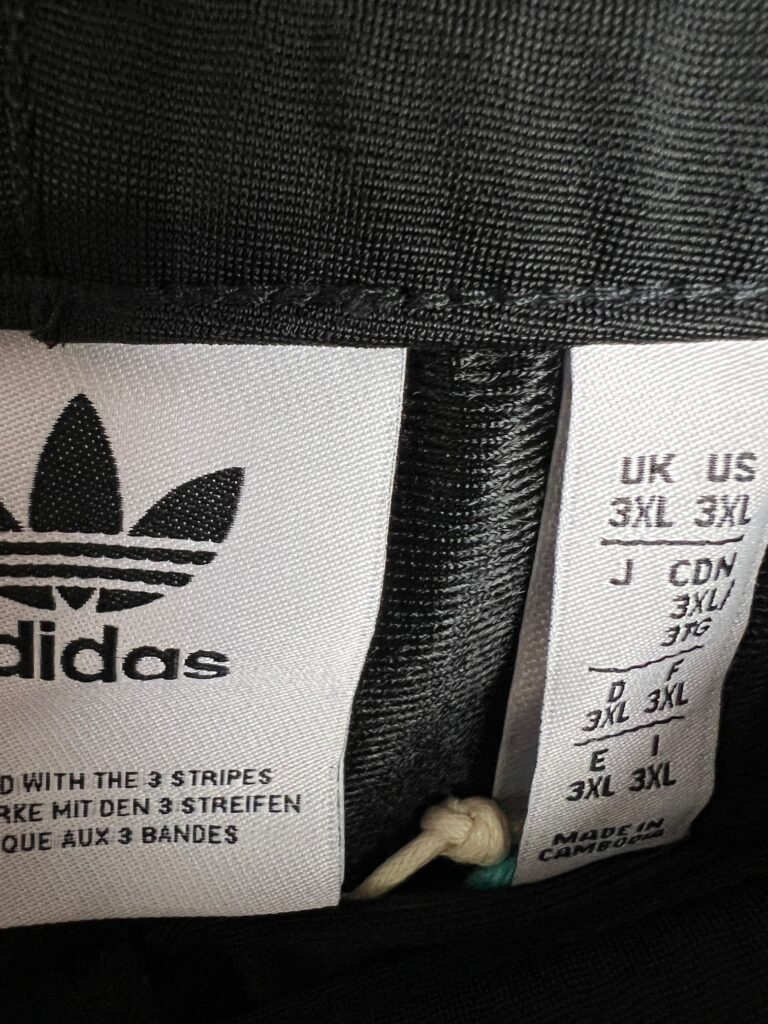 adidas
D WITH THE 3 STRIPES
RKE MIT DEN 3 STREIFEN
QUE AUX 3 BANDES
UK US
3XL 3XL
J CDN
3XL/
3TG
D F
3XL 3XL
E I
3XL 3XL
MADE IN
CAMBODIA